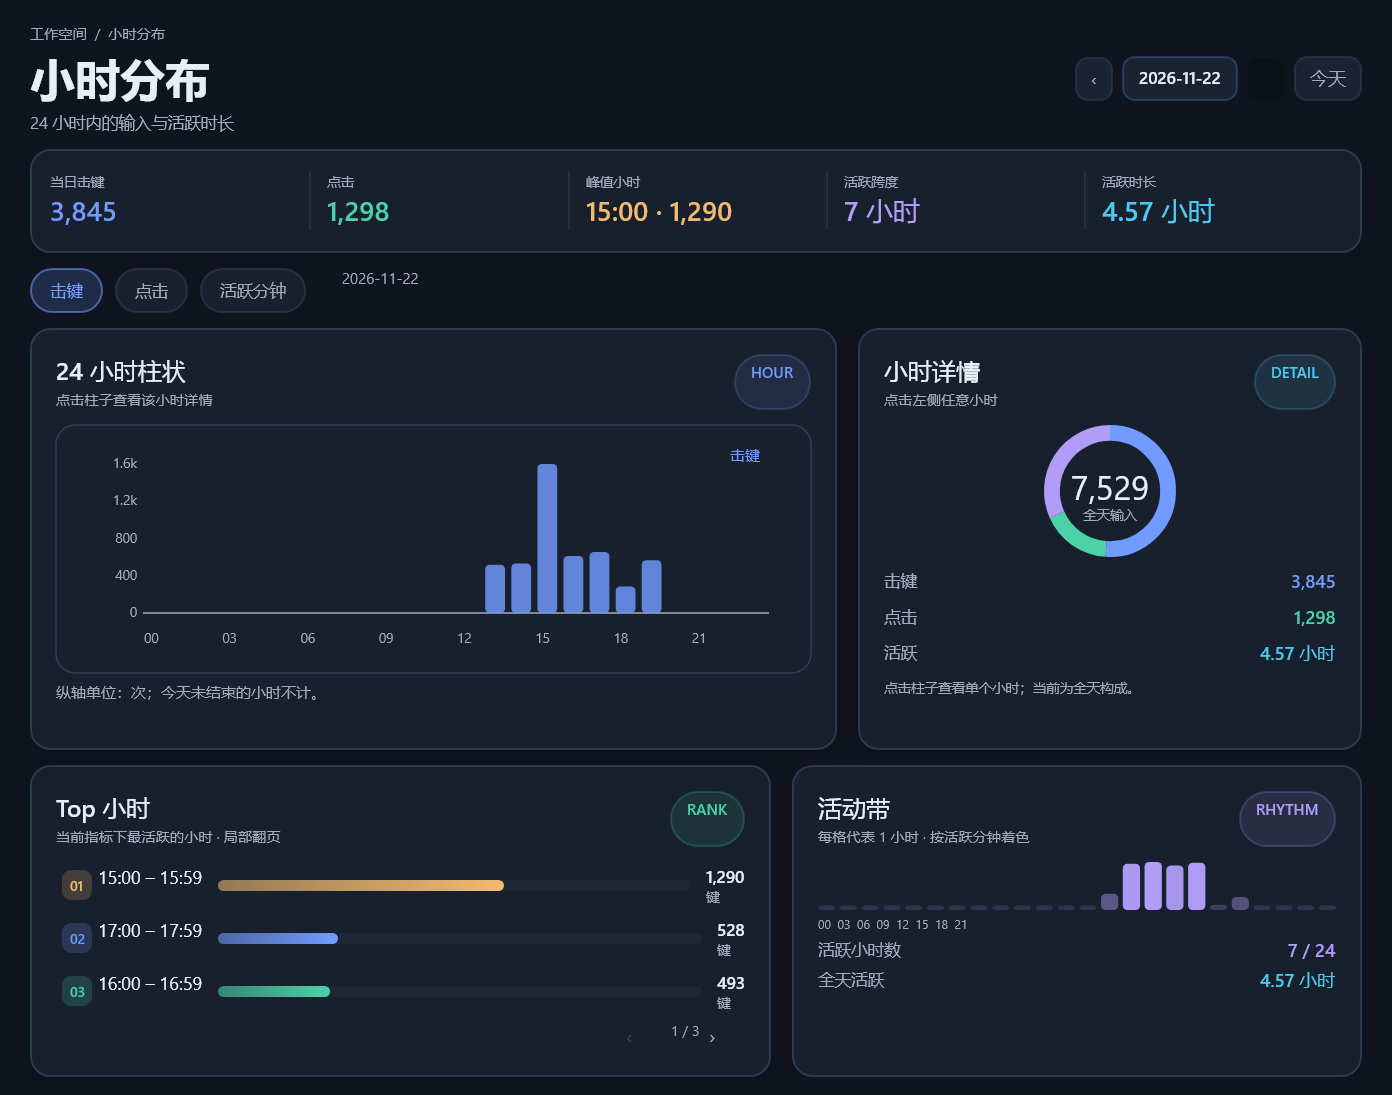 工作空间 / 小时分布
小时分布
24 小时内的输入与活跃时长
‹
2026-11-22
今天
当日击键
3,845
点击
1,298
峰值小时
15:00 · 1,290
活跃跨度
7 小时
活跃时长
4.57 小时
击键
点击
活跃分钟
2026-11-22
24 小时柱状
点击柱子查看该小时详情
HOUR
击键
1.6k
1.2k
800
400
0
00 03 06 09 12 15 18 21
纵轴单位：次；今天未结束的小时不计。
小时详情
点击左侧任意小时
DETAIL
7,529
全天输入
击键 3,845
点击 1,298
活跃 4.57 小时
点击柱子查看单个小时；当前为全天构成。
Top 小时
当前指标下最活跃的小时 · 局部翻页
RANK
01 15:00 – 15:59 1,290
键
02 17:00 – 17:59 528
键
03 16:00 – 16:59 493
键
‹ 1 / 3 ›
活动带
每格代表 1 小时 · 按活跃分钟着色
RHYTHM
00 03 06 09 12 15 18 21
活跃小时数 7 / 24
全天活跃 4.57 小时